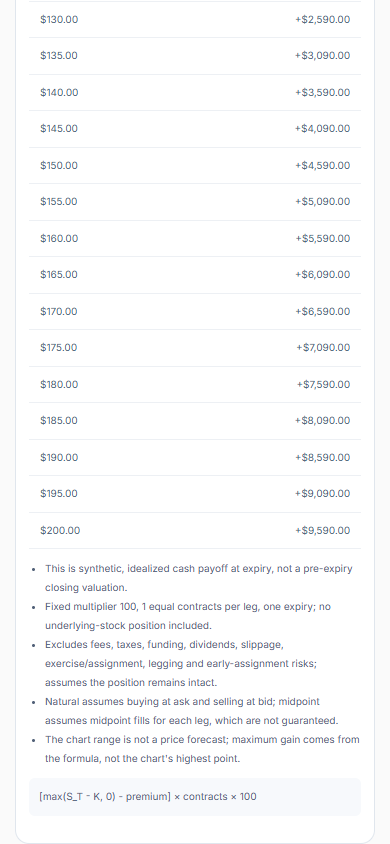 $130.00 +$2,590.00
$135.00 +$3,090.00
$140.00 +$3,590.00
$145.00 +$4,090.00
$150.00 +$4,590.00
$155.00 +$5,090.00
$160.00 +$5,590.00
$165.00 +$6,090.00
$170.00 +$6,590.00
$175.00 +$7,090.00
$180.00 +$7,590.00
$185.00 +$8,090.00
$190.00 +$8,590.00
$195.00 +$9,090.00
$200.00 +$9,590.00
• This is synthetic, idealized cash payoff at expiry, not a pre-expiry
closing valuation.
• Fixed multiplier 100, 1 equal contracts per leg, one expiry; no
underlying-stock position included.
• Excludes fees, taxes, funding, dividends, slippage,
exercise/assignment, legging and early-assignment risks;
assumes the position remains intact.
• Natural assumes buying at ask and selling at bid; midpoint
assumes midpoint fills for each leg, which are not guaranteed.
• The chart range is not a price forecast; maximum gain comes from
the formula, not the chart's highest point.
[max(S_T - K, 0) - premium] × contracts × 100